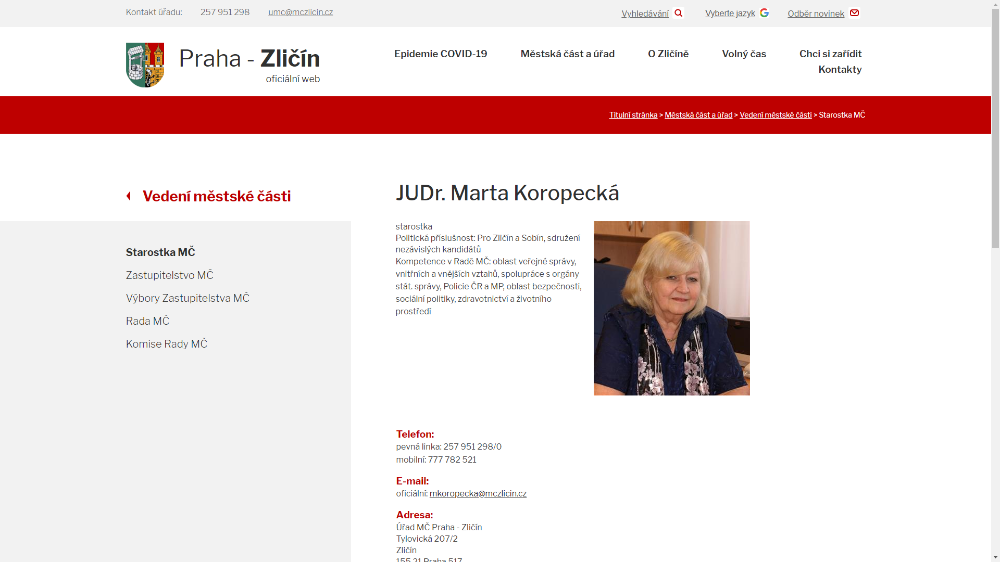 Kontakt úřadu: 257 951 298 umc@mczlicin.cz
Vyhledávání Vyberte jazyk Odběr novinek
Praha - Zličín
oficiální web
Epidemie COVID-19 Městská část a úřad O Zličíně Volný čas Chci si zařídit
Kontakty
Titulní stránka > Městská část a úřad > Vedení městské části > Starostka MČ
Vedení městské části
Starostka MČ
Zastupitelstvo MČ
Výbory Zastupitelstva MČ
Rada MČ
Komise Rady MČ
JUDr. Marta Koropecká
starostka
Politická příslušnost: Pro Zličín a Sobín, sdružení
nezávislých kandidátů
Kompetence v Radě MČ: oblast veřejné správy,
vnitřních a vnějších vztahů, spolupráce s orgány
stát. správy, Policie ČR a MP, oblast bezpečnosti,
sociální politiky, zdravotnictví a životního
prostředí
Telefon:
pevná linka: 257 951 298/0
mobilní: 777 782 521
E-mail:
oficiální: mkoropecka@mczlicin.cz
Adresa:
Úřad MČ Praha - Zličín
Tylovická 207/2
Zličín
155 21 Praha 517